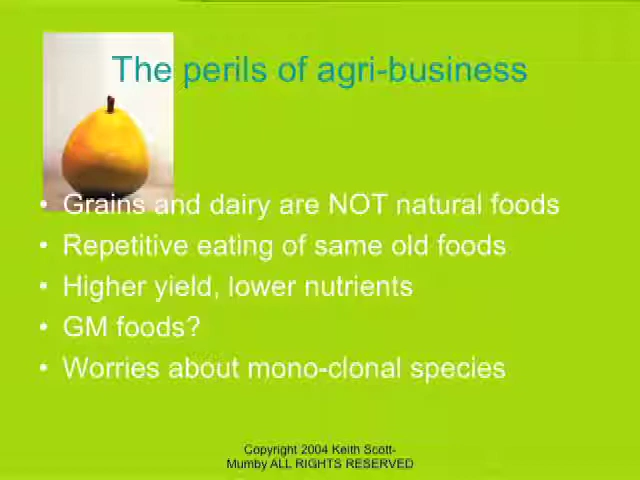 The perils of agri-business
• Grains and dairy are NOT natural foods
• Repetitive eating of same old foods
• Higher yield, lower nutrients
• GM foods?
• Worries about mono-clonal species
Copyright 2004 Keith Scott-
Mumby ALL RIGHTS RESERVED